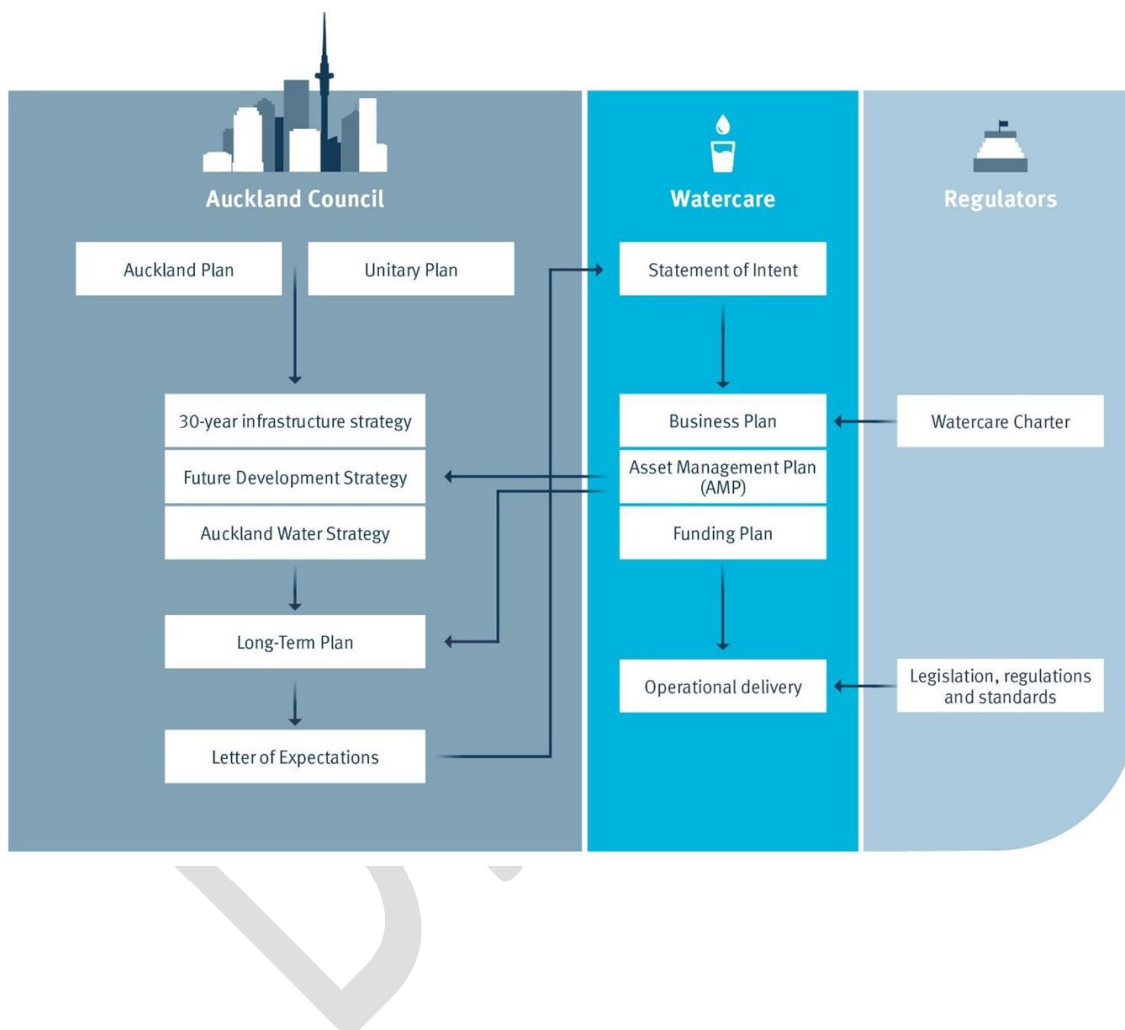 Auckland Council
Auckland Plan
Unitary Plan
30-year infrastructure strategy
Future Development Strategy
Auckland Water Strategy
Long-Term Plan
Letter of Expectations
Watercare
Statement of Intent
Business Plan
Asset Management Plan
(AMP)
Funding Plan
Operational delivery
Regulators
Watercare Charter
Legislation, regulations
and standards